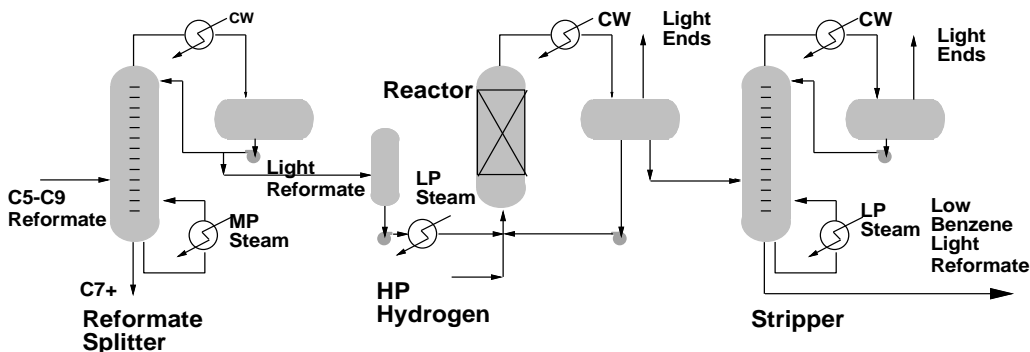 CW
C5-C9
Reformate
MP
Steam
C7+
Reformate
Splitter
Light
Reformate
LP
Steam
HP
Hydrogen
Reactor
CW
Light
Ends
CW
Light
Ends
LP
Steam
Low
Benzene
Light
Reformate
Stripper